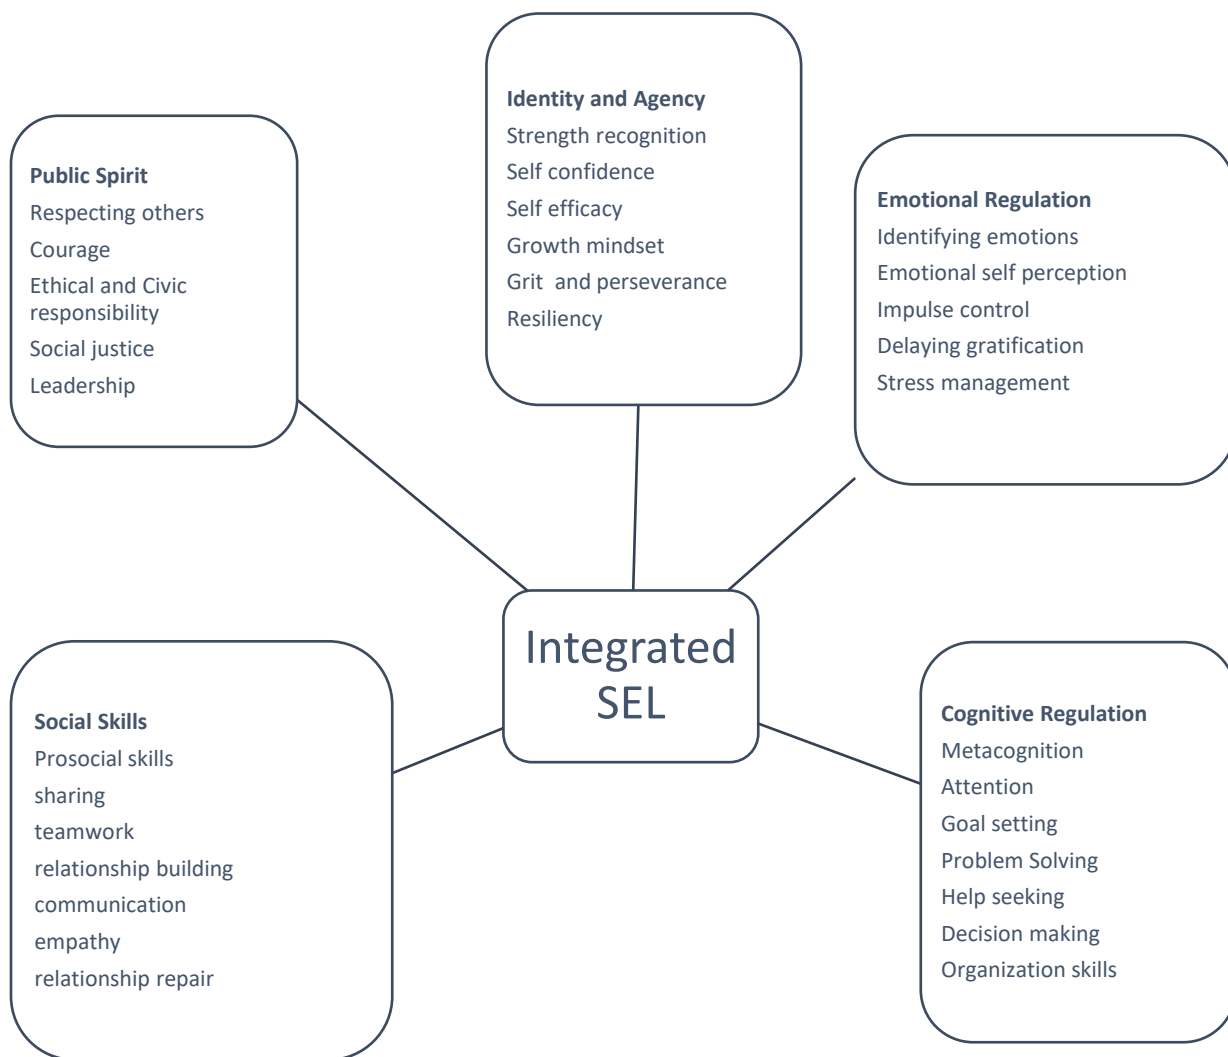 Identity and Agency
Strength recognition
Self confidence
Self efficacy
Growth mindset
Grit  and perseverance
Resiliency
Public Spirit
Respecting others
Courage
Ethical and Civic
responsibility
Social justice
Leadership
Emotional Regulation
Identifying emotions
Emotional self perception
Impulse control
Delaying gratification
Stress management
Integrated
SEL
Social Skills
Prosocial skills
sharing
teamwork
relationship building
communication
empathy
relationship repair
Cognitive Regulation
Metacognition
Attention
Goal setting
Problem Solving
Help seeking
Decision making
Organization skills